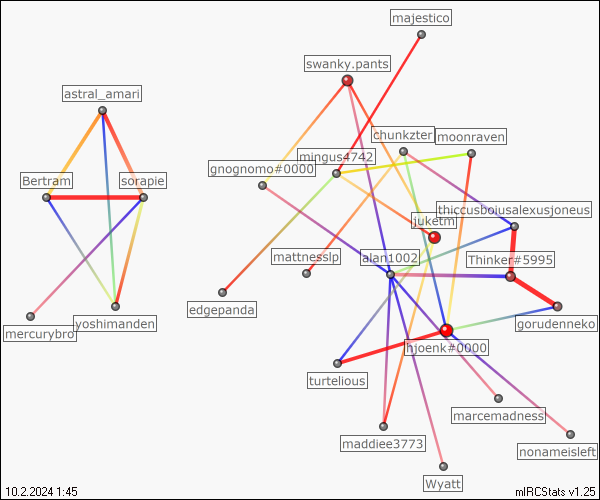 majestico
swanky.pants
astral_amari
chunkzter
moonraven
mingus4742
gnognomo#0000
Bertram
sorapie
thiccusboiusalexusjoneus
juketm
mattnesslp
alan1002
Thinker#5995
edgepanda
mercurybro
yoshimanden
gorudenneko
hjoenk#0000
turtelious
marcemadness
maddiee3773
nonameisleft
Wyatt
10.2.2024 1:45
mIRCStats v1.25